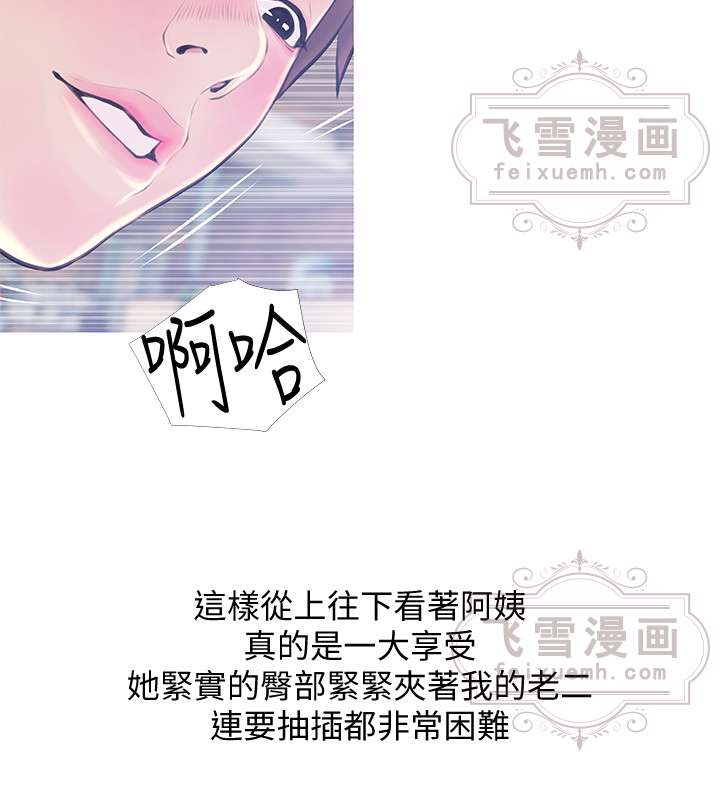 飞雪漫画
feixuemh.com
啊哈
這樣從上往下看著阿姨
真的是一大享受
她緊實的臀部緊緊夾著我的老二
連要抽插都非常困難
飞雪漫画
feixuemh.com